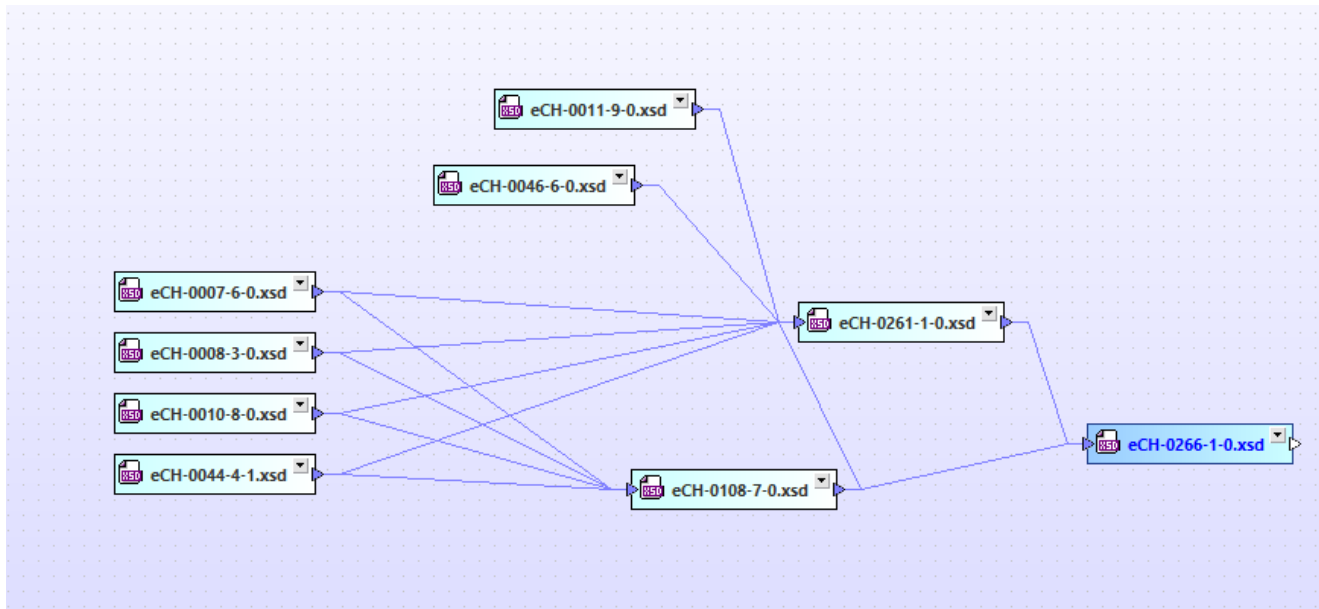 eCH-0011-9-0.xsd
eCH-0046-6-0.xsd
eCH-0007-6-0.xsd
eCH-0261-1-0.xsd
eCH-0008-3-0.xsd
eCH-0010-8-0.xsd
eCH-0266-1-0.xsd
eCH-0044-4-1.xsd
eCH-0108-7-0.xsd